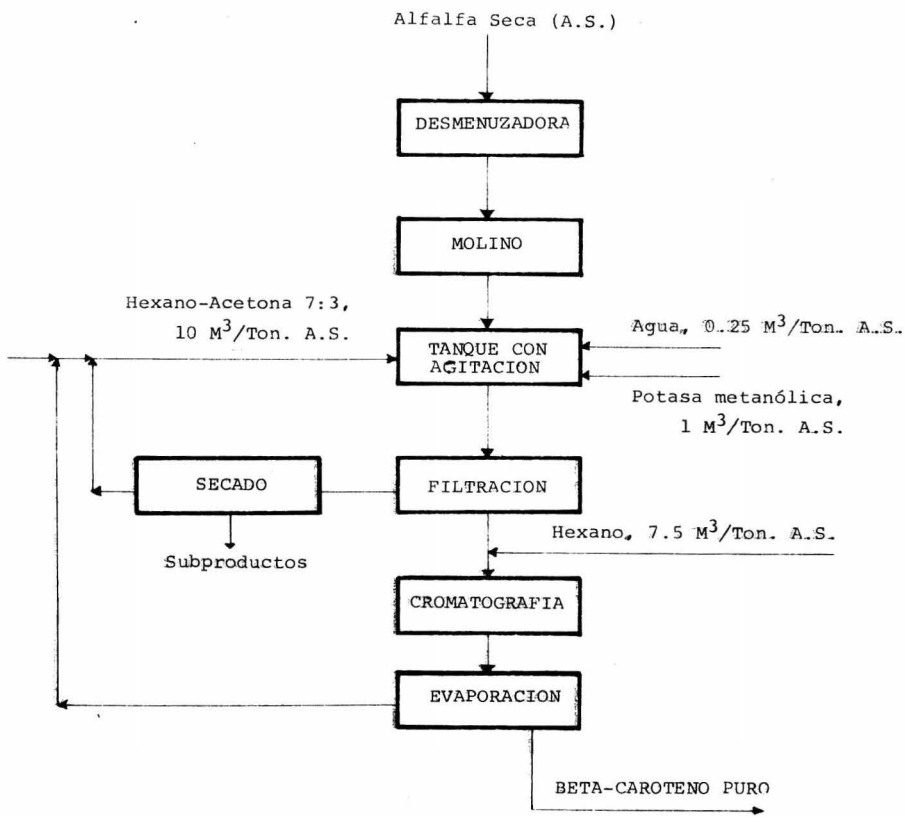 Alfalfa Seca (A.S.)
DESMENUZADORA
MOLINO
Hexano-Acetona 7:3,
10 M³/Ton. A.S.
Agua, 0.25 M³/Ton. A.S.
TANQUE CON
AGITACION
Potasa metanólica,
1 M³/Ton. A.S.
SECADO
FILTRACION
Subproductos
Hexano, 7.5 M³/Ton. A.S.
CROMATOGRAFIA
EVAPORACION
BETA-CAROTENO PURO